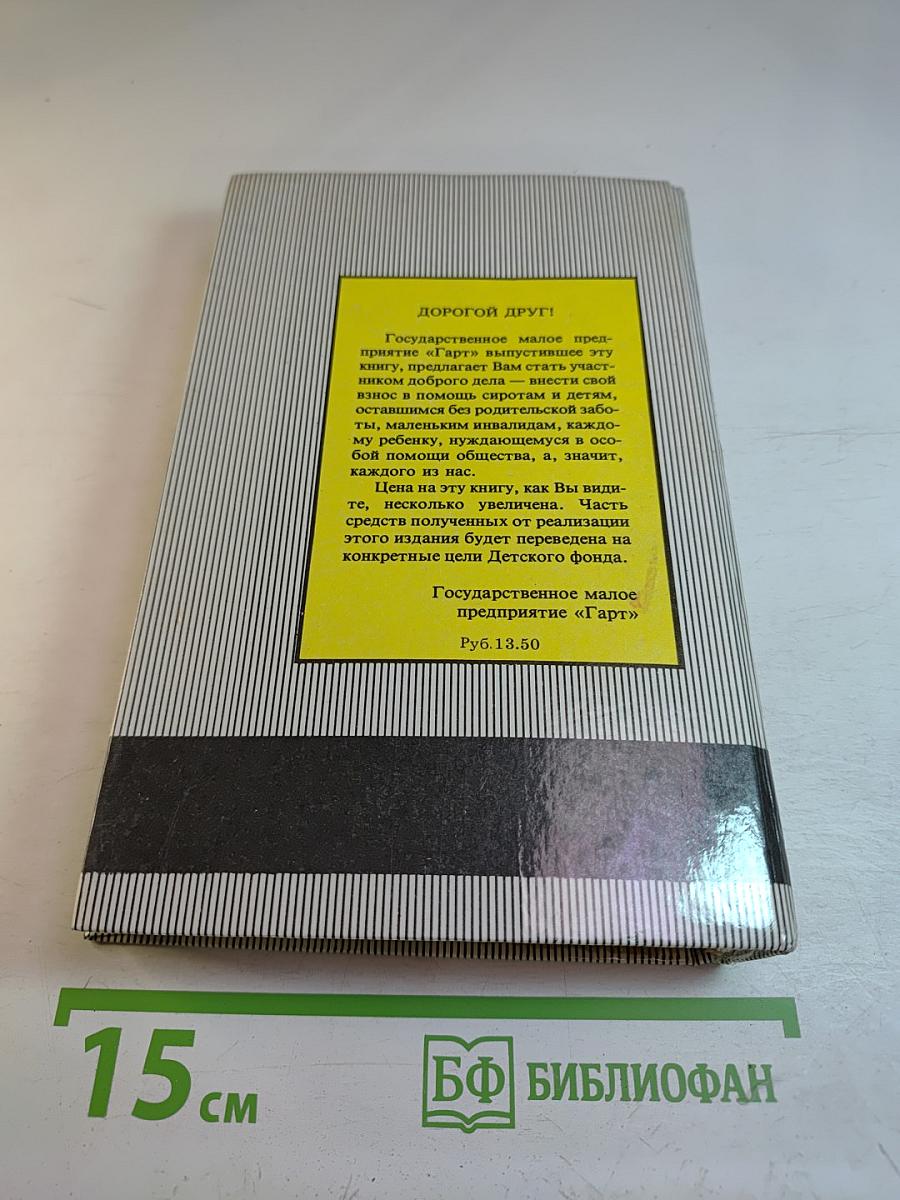 ДОРОГОЙ ДРУГ!
Государственное малое пред-
приятие «Гарт» выпустившее эту
книгу, предлагает Вам стать участ-
ником доброго дела — внести свой
взнос в помощь сиротам и детям,
оставшимся без родительской забо-
ты, маленьким инвалидам, каждо-
му ребенку, нуждающемуся в осо-
бой помощи общества, а, значит,
каждого из нас.
Цена на эту книгу, как Вы види-
те, несколько увеличена. Часть
средств полученных от реализации
этого издания будет переведена на
конкретные цели Детского фонда.
Государственное малое
предприятие «Гарт»
Руб. 13.50
15 см
БФ БИБЛИОФАН